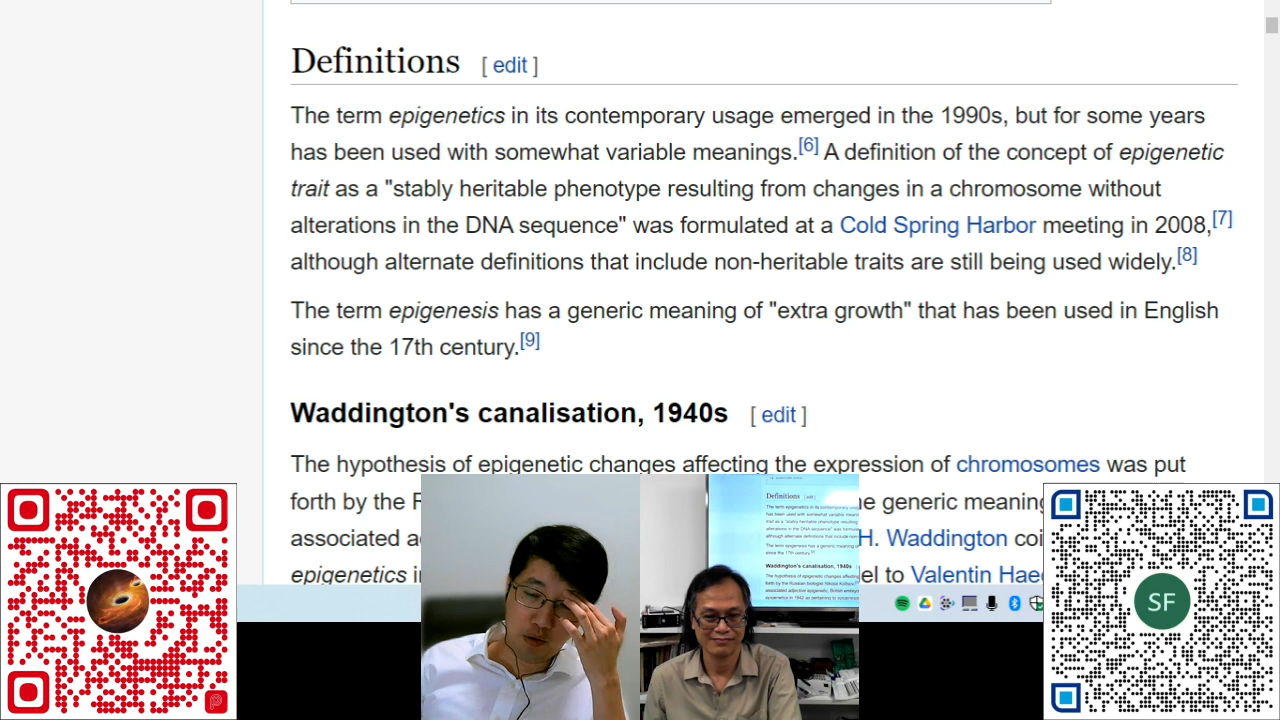 Definitions [ edit ]
The term epigenetics in its contemporary usage emerged in the 1990s, but for some years
has been used with somewhat variable meanings.[6] A definition of the concept of epigenetic
trait as a "stably heritable phenotype resulting from changes in a chromosome without
alterations in the DNA sequence" was formulated at a Cold Spring Harbor meeting in 2008,[7]
although alternate definitions that include non-heritable traits are still being used widely.[8]
The term epigenesis has a generic meaning of "extra growth" that has been used in English
since the 17th century.[9]
Waddington's canalisation, 1940s [ edit ]
The hypothesis of epigenetic changes affecting the expression of chromosomes was put
forth by the generic meaning
associated H. Waddington
epigenetics to Valentin
SF
Definitions [ edit ]
Waddington's canalisation, 1940s